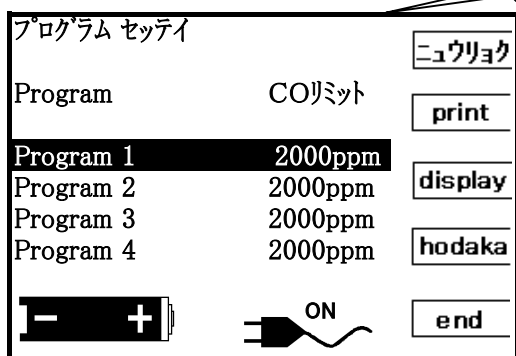 プログラム セッテイ
ニュウリョク
Program COリミット
print
Program 1 2000ppm
Program 2 2000ppm
display
Program 3 2000ppm
Program 4 2000ppm
hodaka
− +
ON
end